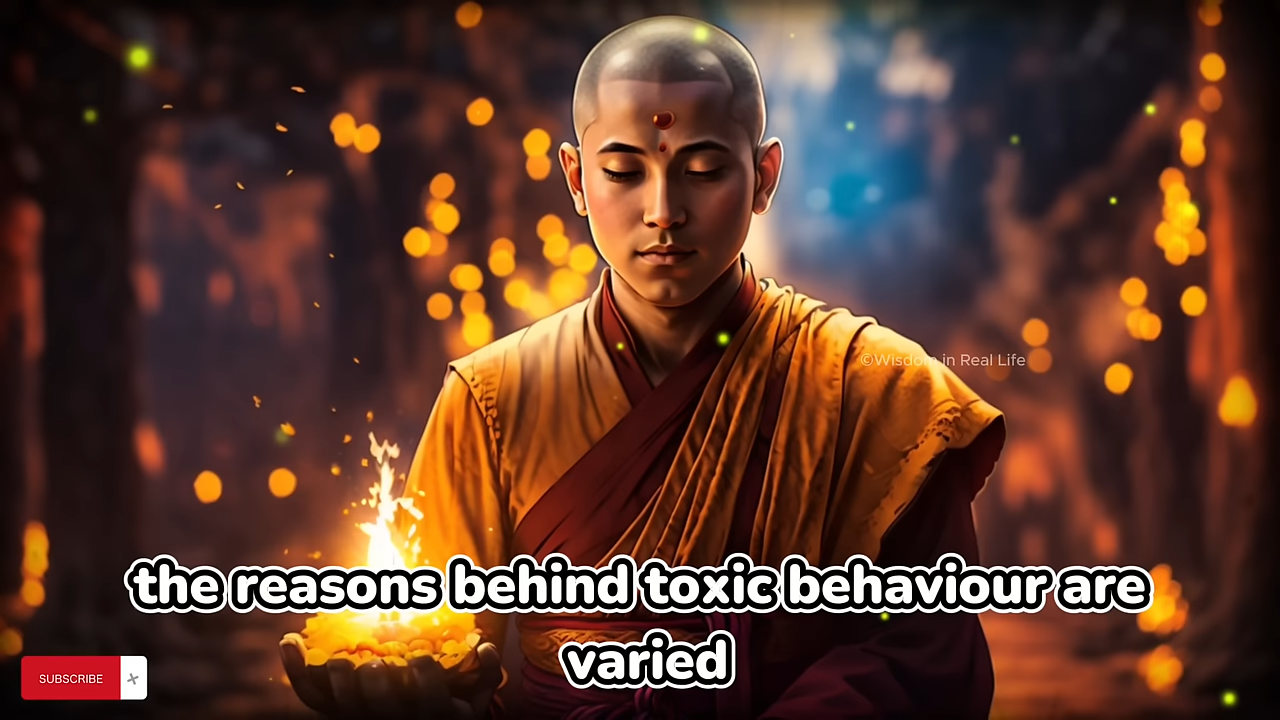 ©Wisdom in Real Life
the reasons behind toxic behaviour are
varied
SUBSCRIBE